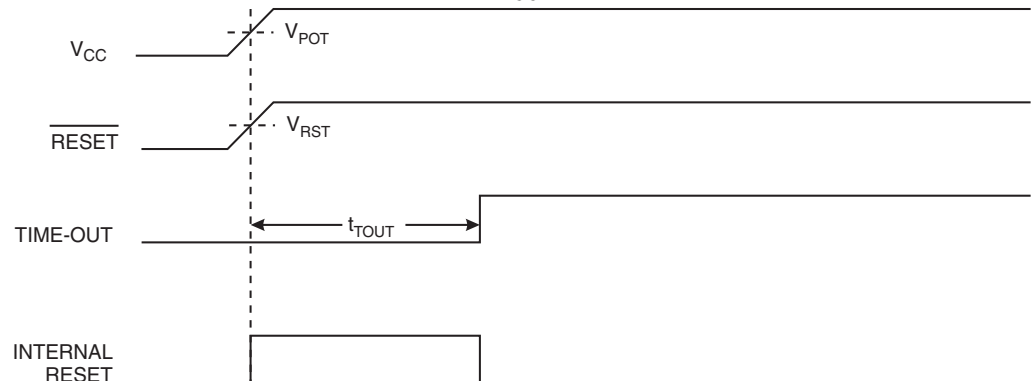 V_CC
V_POT
RESET
V_RST
TIME-OUT
t_TOUT
INTERNAL
RESET